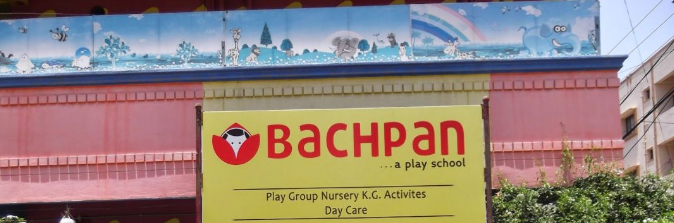 BACHPAN
...a play school
Play Group Nursery K.G. Activites
Day Care